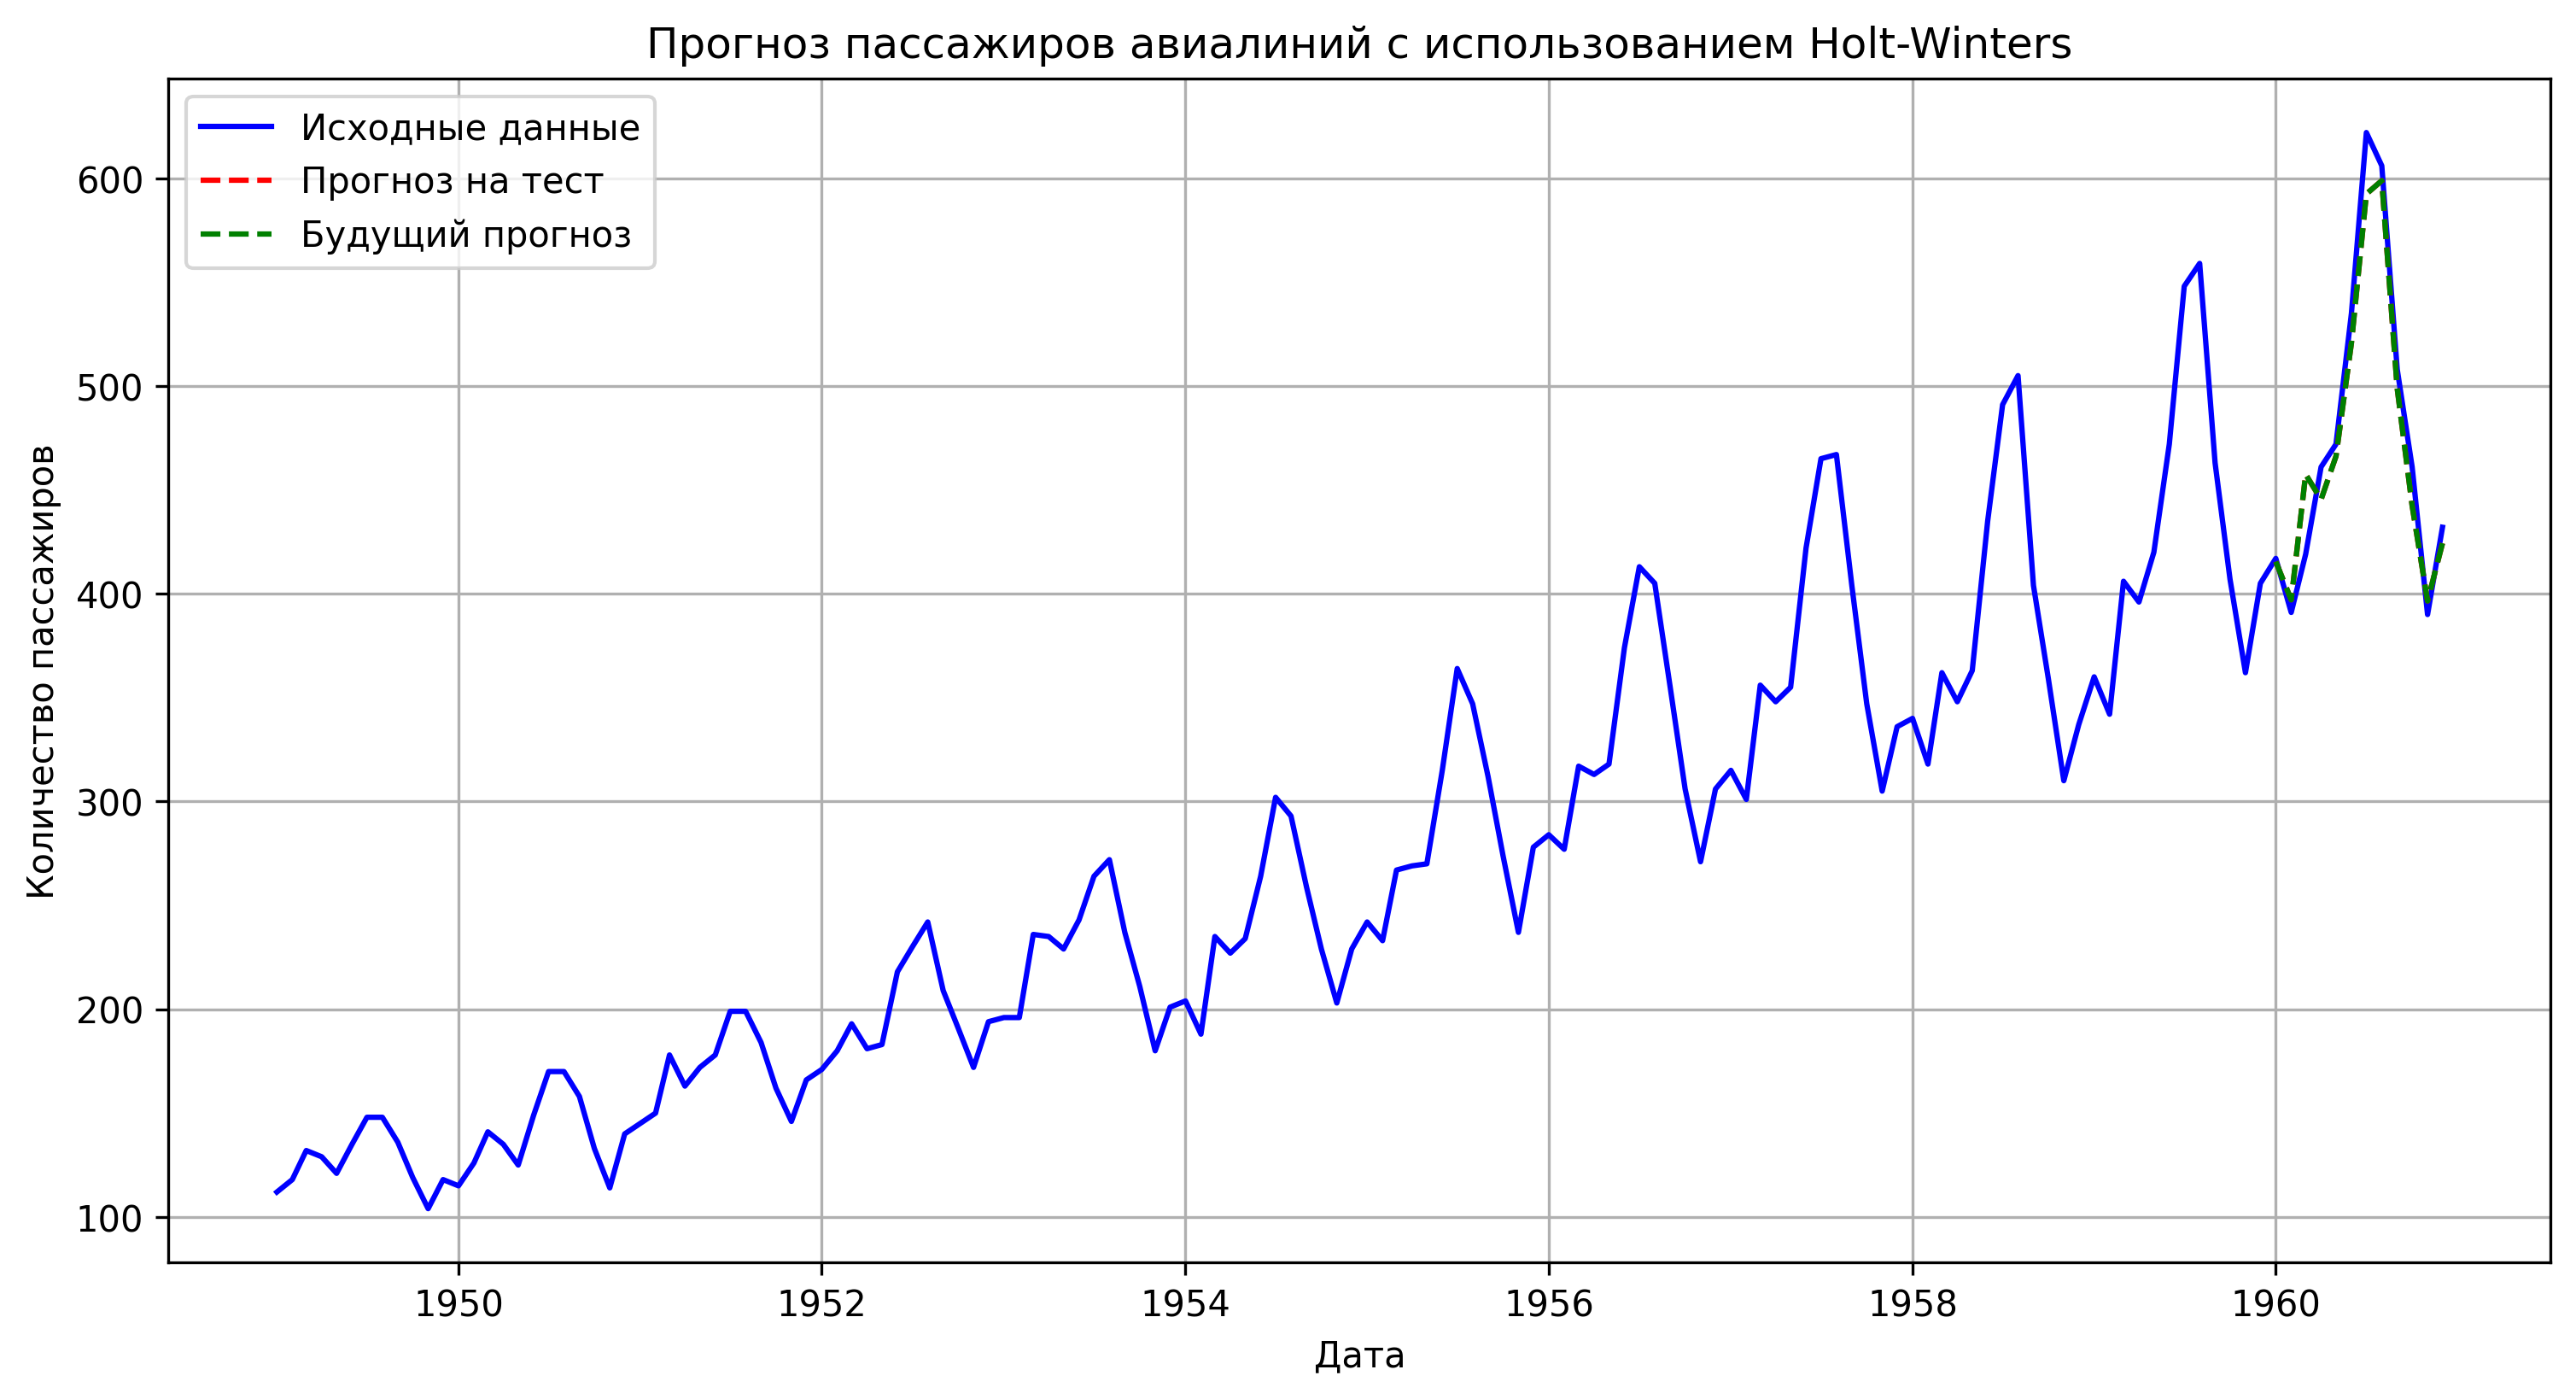 Прогноз пассажиров авиалиний с использованием Holt-Winters
Исходные данные
Прогноз на тест
Будущий прогноз
Количество пассажиров
600
500
400
300
200
100
1950 1952 1954 1956 1958 1960
Дата